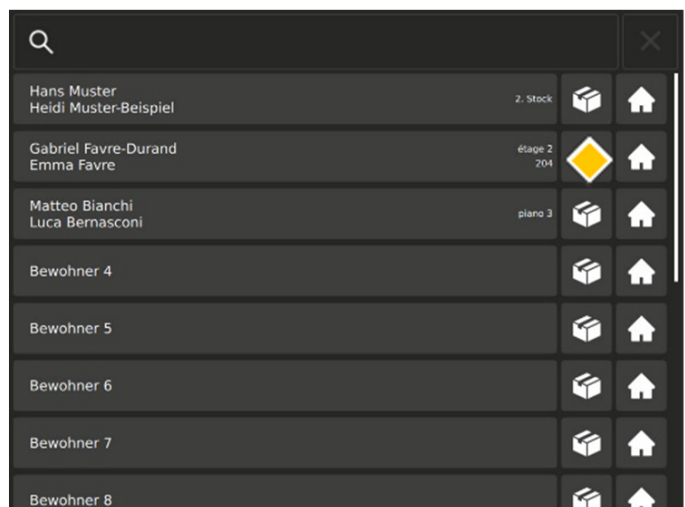 Hans Muster
Heidi Muster-Beispiel
2. Stock
Gabriel Favre-Durand
Emma Favre
étage 2
204
Matteo Bianchi
Luca Bernasconi
piano 3
Bewohner 4
Bewohner 5
Bewohner 6
Bewohner 7
Bewohner 8